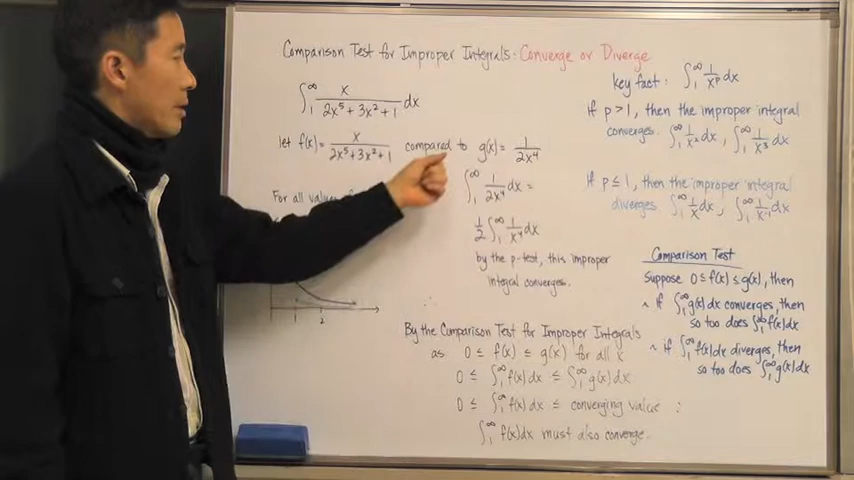 Comparison Test for Improper Integrals: Converge or Diverge
∫₁^∞ x/(2x⁵ + 3x² + 1) dx
let f(x) = x/(2x⁵ + 3x² + 1) compared to g(x) = 1/(2x⁴)
For all values
∫₁^∞ 1/(2x⁴) dx =
1/2 ∫₁^∞ 1/x⁴ dx
by the p-test, this improper
integral converges.
1 2
By the Comparison Test for Improper Integrals
as 0 ≤ f(x) ≤ g(x) for all x
0 ≤ ∫₁^∞ f(x) dx ≤ ∫₁^∞ g(x) dx
0 ≤ ∫₁^∞ f(x) dx ≤ converging value ∴
∫₁^∞ f(x) dx must also converge.
key fact: ∫₁^∞ 1/xᵖ dx
If p > 1, then the improper integral
converges. ∫₁^∞ 1/x² dx, ∫₁^∞ 1/x³ dx
If p ≤ 1, then the improper integral
diverges. ∫₁^∞ 1/x dx, ∫₁^∞ 1/x⁻¹ dx
Comparison Test
Suppose 0 ≤ f(x) ≤ g(x), then
~ if ∫₁^∞ g(x) dx converges, then
so too does ∫₁^∞ f(x) dx
~ if ∫₁^∞ f(x) dx diverges, then
so too does ∫₁^∞ g(x) dx